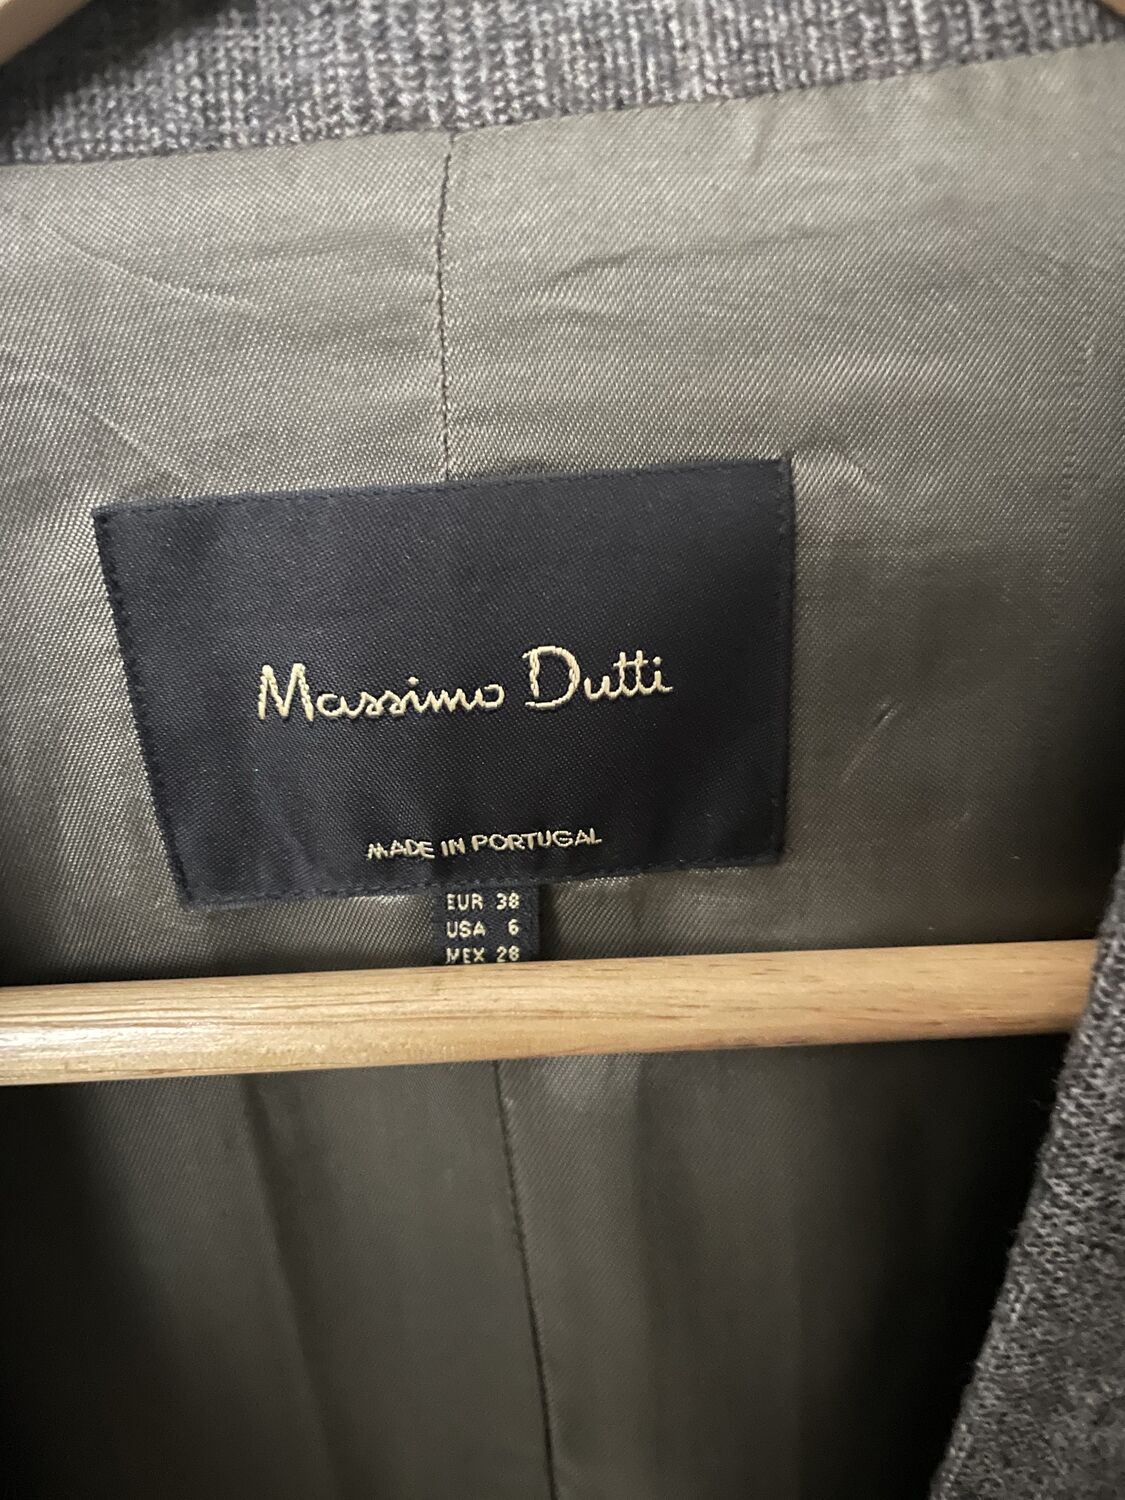 Massimo Dutti
MADE IN PORTUGAL
EUR 38
USA 6
MEX 28